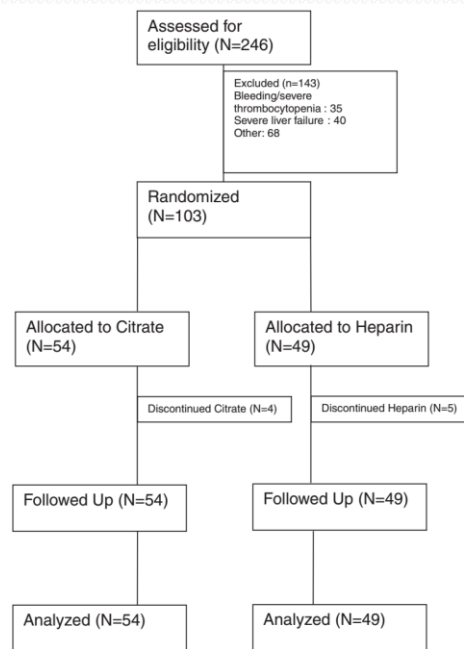 Assessed for
eligibility (N=246)
Excluded (n=143)
Bleeding/severe
thrombocytopenia : 35
Severe liver failure : 40
Other: 68
Randomized
(N=103)
Allocated to Citrate
(N=54)
Allocated to Heparin
(N=49)
Discontinued Citrate (N=4)
Discontinued Heparin (N=5)
Followed Up (N=54)
Followed Up (N=49)
Analyzed (N=54)
Analyzed (N=49)